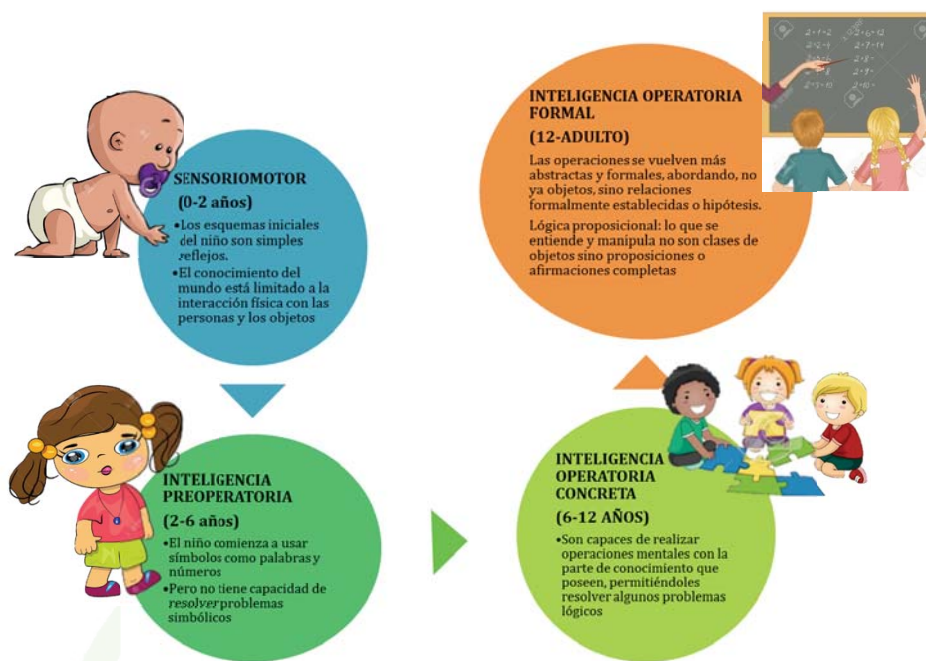 SENSORIOMOTOR
(0-2 años)
•Los esquemas iniciales
del niño son simples
reflejos.
•El conocimiento del
mundo está limitado a la
interacción física con las
personas y los objetos
INTELIGENCIA
PREOPERATORIA
(2-6 años)
•El niño comienza a usar
símbolos como palabras y
números
•Pero no tiene capacidad de
resolver problemas
simbólicos
INTELIGENCIA
OPERATORIA
CONCRETA
(6-12 AÑOS)
•Son capaces de realizar
operaciones mentales con la
parte de conocimiento que
poseen, permitiéndoles
resolver algunos problemas
lógicos
INTELIGENCIA OPERATORIA
FORMAL
(12-ADULTO)
Las operaciones se vuelven más
abstractas y formales, abordando, no
ya objetos, sino relaciones
formalmente establecidas o hipótesis.
Lógica proposicional: lo que se
entiende y manipula no son clases de
objetos sino proposiciones o
afirmaciones completas